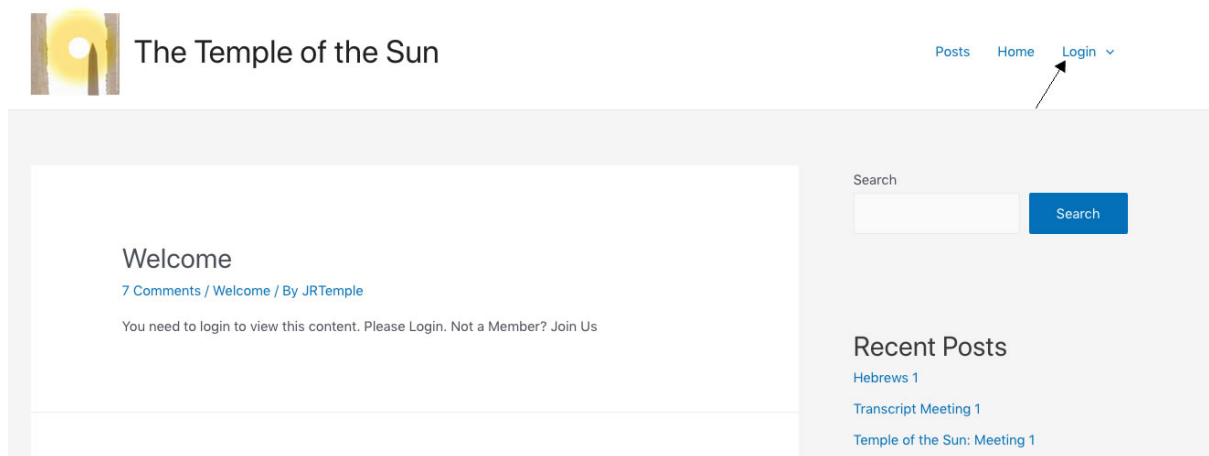 The Temple of the Sun
Posts Home Login
Search
Search
Welcome
7 Comments / Welcome / By JRTemple
You need to login to view this content. Please Login. Not a Member? Join Us
Recent Posts
Hebrews 1
Transcript Meeting 1
Temple of the Sun: Meeting 1